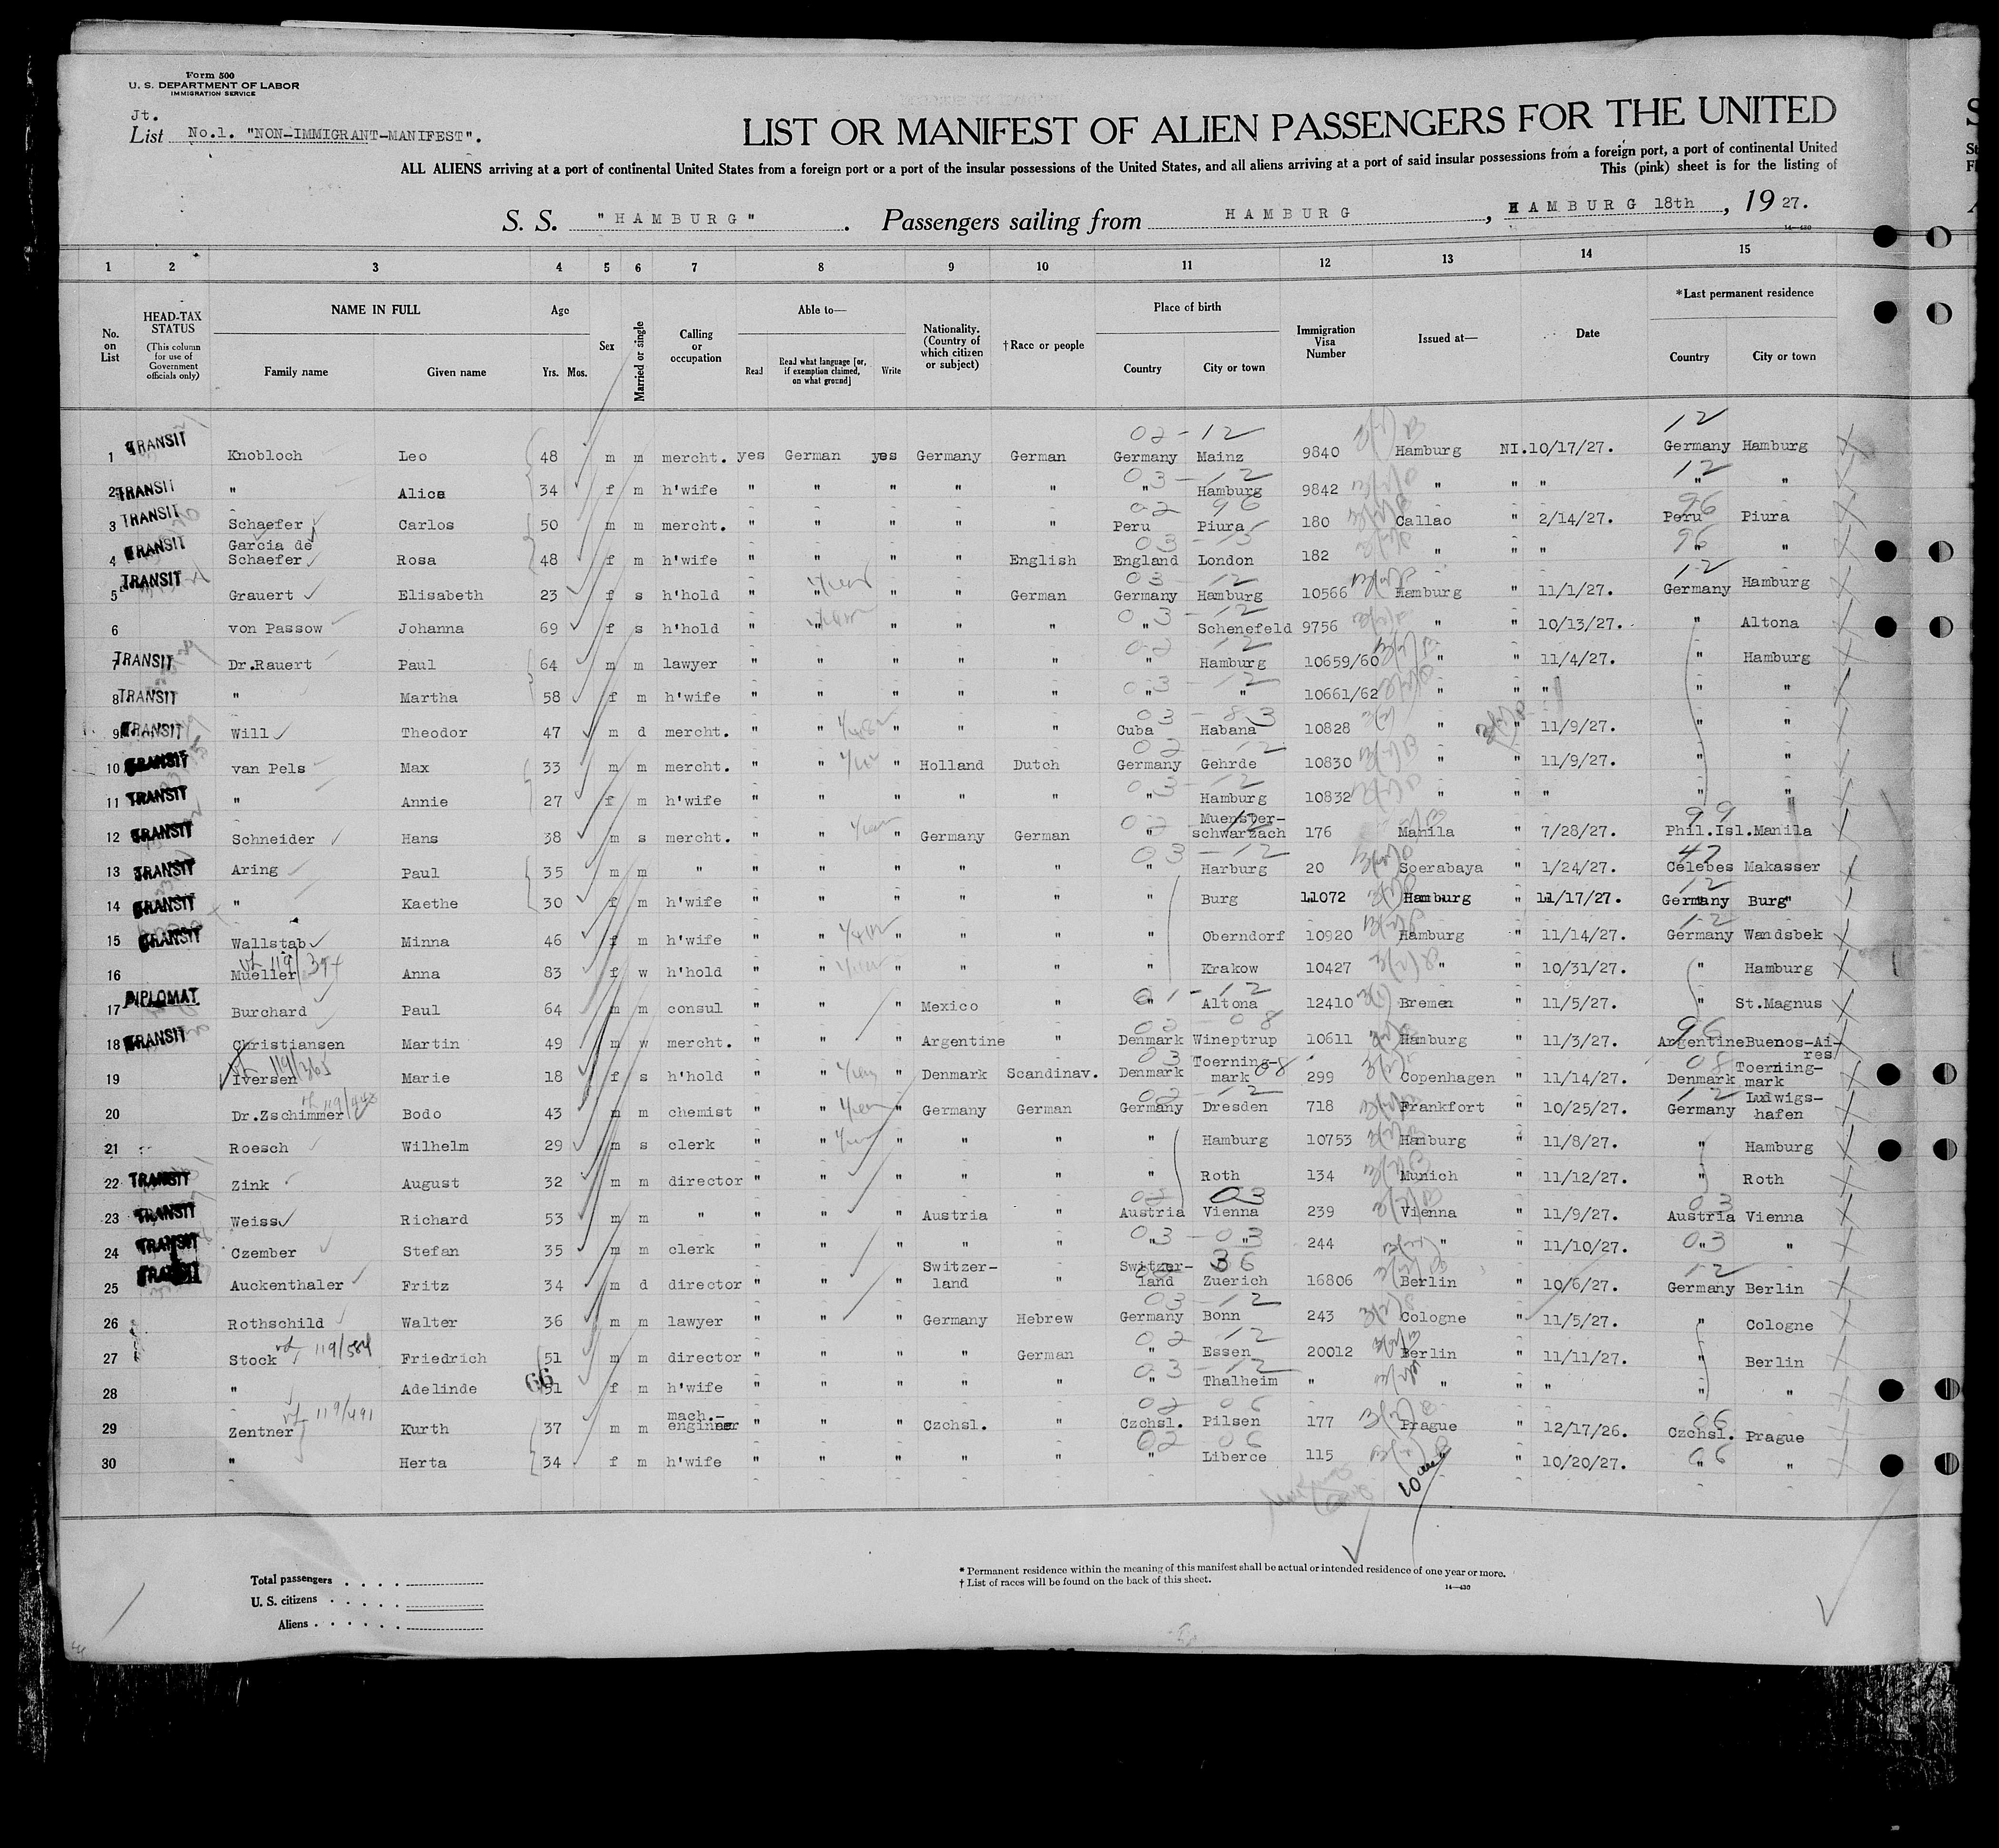 Form 500
U. S. DEPARTMENT OF LABOR
IMMIGRATION SERVICE
Jt.
List No.1. "NON-IMMIGRANT-MANIFEST".
LIST OR MANIFEST OF ALIEN PASSENGERS FOR THE UNITED
ALL ALIENS arriving at a port of continental United States from a foreign port or a port of the insular possessions of the United States, and all aliens arriving at a port of said insular possessions from a foreign port, a port of continental United
This (pink) sheet is for the listing of
S. S. "HAMBURG". Passengers sailing from HAMBURG, HAMBURG 18th, 1927.
14—430
1 2 3 4 5 6 7 8 9 10 11 12 13 14 15
No. on List
HEAD-TAX STATUS (This column for use of Government officials only)
NAME IN FULL Family name Given name
Age Yrs. Mos.
Sex
Married or single
Calling or occupation
Able to— Read Read what language [or, if exemption claimed, on what ground] Write
Nationality. (Country of which citizen or subject)
†Race or people
Place of birth Country City or town
Immigration Visa Number
Issued at—
Date
*Last permanent residence Country City or town
1 TRANSIT Knobloch Leo 48 m m mercht. yes German yes Germany German Germany Mainz 9840 Hamburg NI.10/17/27. Germany Hamburg
2 TRANSIT " Alice 34 f m h'wife " " " " " " Hamburg 9842 " " " " "
3 TRANSIT Schaefer Carlos 50 m m mercht. " " " " " Peru Piura 180 Callao " 2/14/27. Peru Piura
4 TRANSIT Garcia de Schaefer Rosa 48 f m h'wife " " " " English England London 182 " " " " "
5 TRANSIT Grauert Elisabeth 23 f s h'hold " " " " German Germany Hamburg 10566 Hamburg " 11/1/27. Germany Hamburg
6 von Passow Johanna 69 f s h'hold " " " " " " Schenefeld 9756 " " 10/13/27. " Altona
7 TRANSIT Dr.Rauert Paul 64 m m lawyer " " " " " " Hamburg 10659/60 " " 11/4/27. " Hamburg
8 TRANSIT " Martha 58 f m h'wife " " " " " " " 10661/62 " " " " "
9 TRANSIT Will Theodor 47 m d mercht. " " " " " Cuba Habana 10828 " " 11/9/27. " "
10 TRANSIT van Pels Max 33 m m mercht. " " " Holland Dutch Germany Gehrde 10830 " " 11/9/27. " "
11 TRANSIT " Annie 27 f m h'wife " " " " " " Hamburg 10832 " " " " "
12 TRANSIT Schneider Hans 38 m s mercht. " " " Germany German " Muenster-schwarzach 176 Manila " 7/28/27. Phil.Isl. Manila
13 TRANSIT Aring Paul 35 m m " " " " " " " Harburg 20 Soerabaya " 1/24/27. Celebes Makasser
14 TRANSIT " Kaethe 30 f m h'wife " " " " " " Burg 11072 Hamburg " 11/17/27. Germany Burg
15 TRANSIT Wallstab Minna 46 f m h'wife " " " " " " Oberndorf 10920 Hamburg " 11/14/27. Germany Wandsbek
16 Mueller Anna 83 f w h'hold " " " " " " Krakow 10427 " " 10/31/27. " Hamburg
17 DIPLOMAT Burchard Paul 64 m m consul " " " Mexico " " Altona 12410 Bremen " 11/5/27. " St.Magnus
18 TRANSIT Christiansen Martin 49 m w mercht. " " " Argentine " Denmark Wineptrup 10611 Hamburg " 11/3/27. Argentine Buenos-Aires
19 Iversen 119/365 Marie 18 f s h'hold " " " Denmark Scandinav. Denmark Toerning-mark 299 Copenhagen " 11/14/27. Denmark Toerning-mark
20 Dr.Zschimmer Bodo 43 m m chemist " " " Germany German Germany Dresden 718 Frankfort " 10/25/27. Germany Ludwigs-hafen
21 Roesch Wilhelm 29 m s clerk " " " " " " Hamburg 10753 Hamburg " 11/8/27. " Hamburg
22 TRANSIT Zink August 32 m m director " " " " " " Roth 134 Munich " 11/12/27. " Roth
23 TRANSIT Weiss Richard 53 m m " " " " Austria " Austria Vienna 239 Vienna " 11/9/27. Austria Vienna
24 TRANSIT Czember Stefan 35 m m clerk " " " " " " " 244 " " 11/10/27. " "
25 TRANSIT Auckenthaler Fritz 34 m d director " " " Switzer-land " Switzer-land Zuerich 16806 Berlin " 10/6/27. Germany Berlin
26 Rothschild Walter 36 m m lawyer " " " Germany Hebrew Germany Bonn 243 Cologne " 11/5/27. " Cologne
27 Stock 119/584 Friedrich 51 m m director " " " " German " Essen 20012 Berlin " 11/11/27. " Berlin
28 " Adelinde 51 f m h'wife " " " " " " Thalheim " " " " " "
66
29 Zentner 119/491 Kurth 37 m m mach.-engineer " " " Czchsl. " Czchsl. Pilsen 177 Prague " 12/17/26. Czchsl. Prague
30 " Herta 34 f m h'wife " " " " " " Liberce 115 " " 10/20/27. " "
Total passengers
U. S. citizens
Aliens
* Permanent residence within the meaning of this manifest shall be actual or intended residence of one year or more.
† List of races will be found on the back of this sheet.
14—430